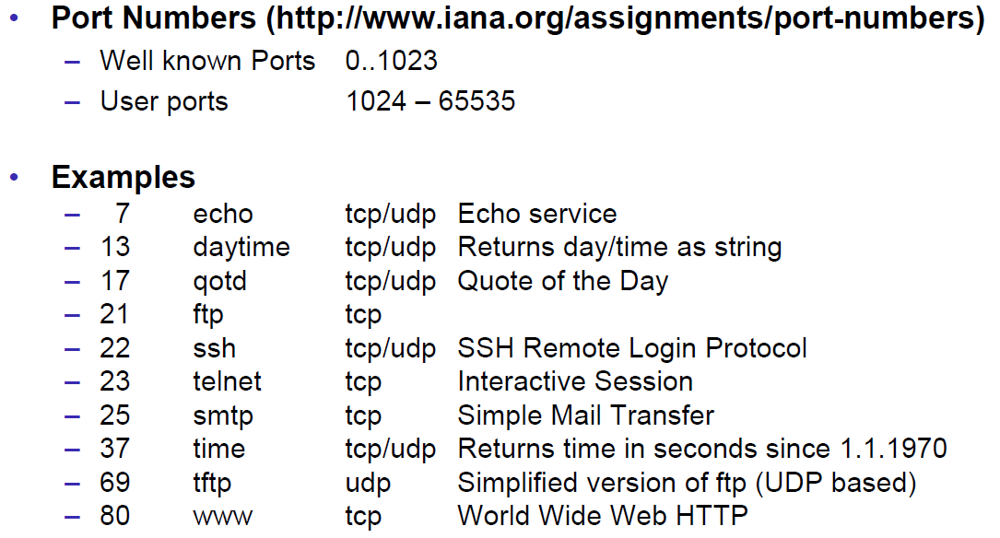 • Port Numbers (http://www.iana.org/assignments/port-numbers)
– Well known Ports 0..1023
– User ports 1024 – 65535
• Examples
– 7 echo tcp/udp Echo service
– 13 daytime tcp/udp Returns day/time as string
– 17 qotd tcp/udp Quote of the Day
– 21 ftp tcp
– 22 ssh tcp/udp SSH Remote Login Protocol
– 23 telnet tcp Interactive Session
– 25 smtp tcp Simple Mail Transfer
– 37 time tcp/udp Returns time in seconds since 1.1.1970
– 69 tftp udp Simplified version of ftp (UDP based)
– 80 www tcp World Wide Web HTTP